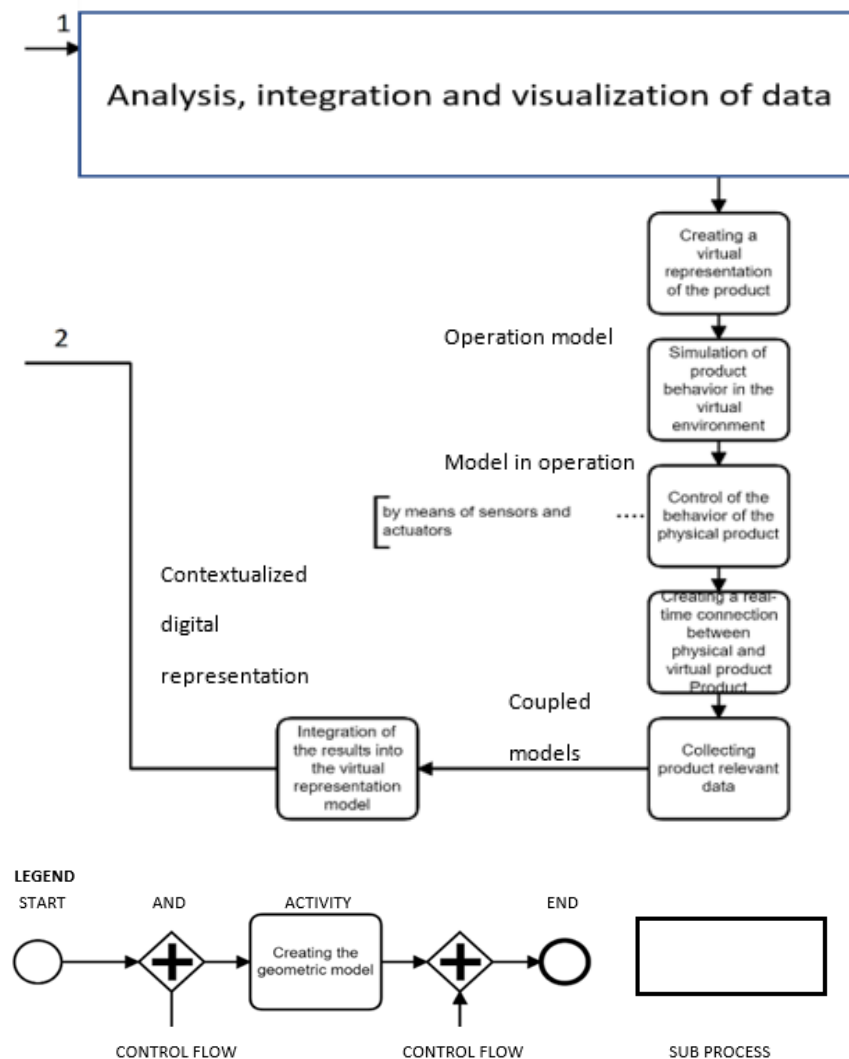 1
Analysis, integration and visualization of data
Creating a
virtual
representation
of the product
2
Operation model
Simulation of
product
behavior in the
virtual
environment
Model in operation
Control of the
behavior of the
physical product
by means of sensors and
actuators
Creating a real-
time connection
between
physical and
virtual product
Product
Contextualized
digital
representation
Coupled
models
Integration of
the results into
the virtual
representation
model
Collecting
product relevant
data
LEGEND
START
AND
ACTIVITY
END
Creating the
geometric model
CONTROL FLOW
CONTROL FLOW
SUB PROCESS